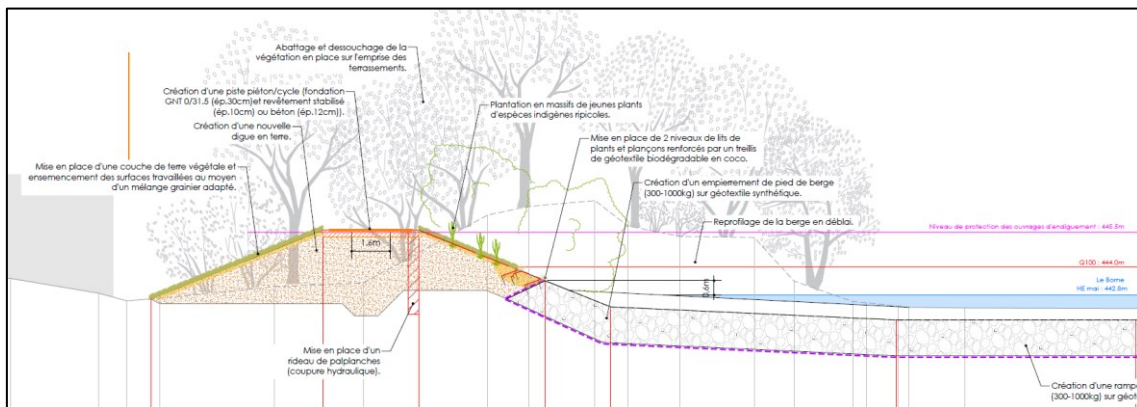 Abattage et dessouchage de la
végétation en place sur l'emprise des
terrassements.
Création d'une piste piéton/cycle (fondation
GNT 0/31.5 (ép.30cm)et revêtement stabilisé
(ép.10cm) ou béton (ép.12cm)).
Création d'une nouvelle
digue en terre.
Mise en place d'une couche de terre végétale et
ensemencement des surfaces travaillées au moyen
d'un mélange grainier adapté.
Plantation en massifs de jeunes plants
d'espèces indigènes ripicoles.
Mise en place de 2 niveaux de lits de
plants et plançons renforcés par un treillis
de géotextile biodégradable en coco.
Création d'un empierrement de pied de berge
(300-1000kg) sur géotextile synthétique.
Reprofilage de la berge en déblai.
Niveau de protection des ouvrages d'endiguement : 445.5m
1.6m
Q100 : 444.0m
Le Borne
HE mai : 442.8m
0.6m
Mise en place d'un
rideau de palplanches
(coupure hydraulique).
Création d'une ramp
(300-1000kg) sur géot